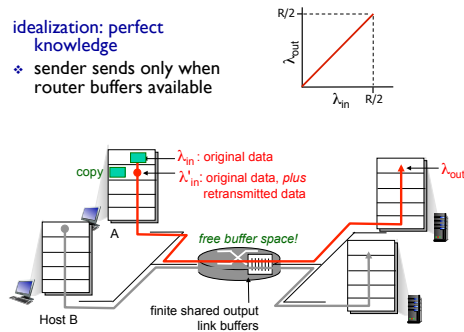 idealization: perfect
knowledge
❖ sender sends only when
router buffers available
R/2
λout
λin
R/2
λin : original data
copy
λ'in: original data, plus
retransmitted data
λout
A
free buffer space!
Host B
finite shared output
link buffers